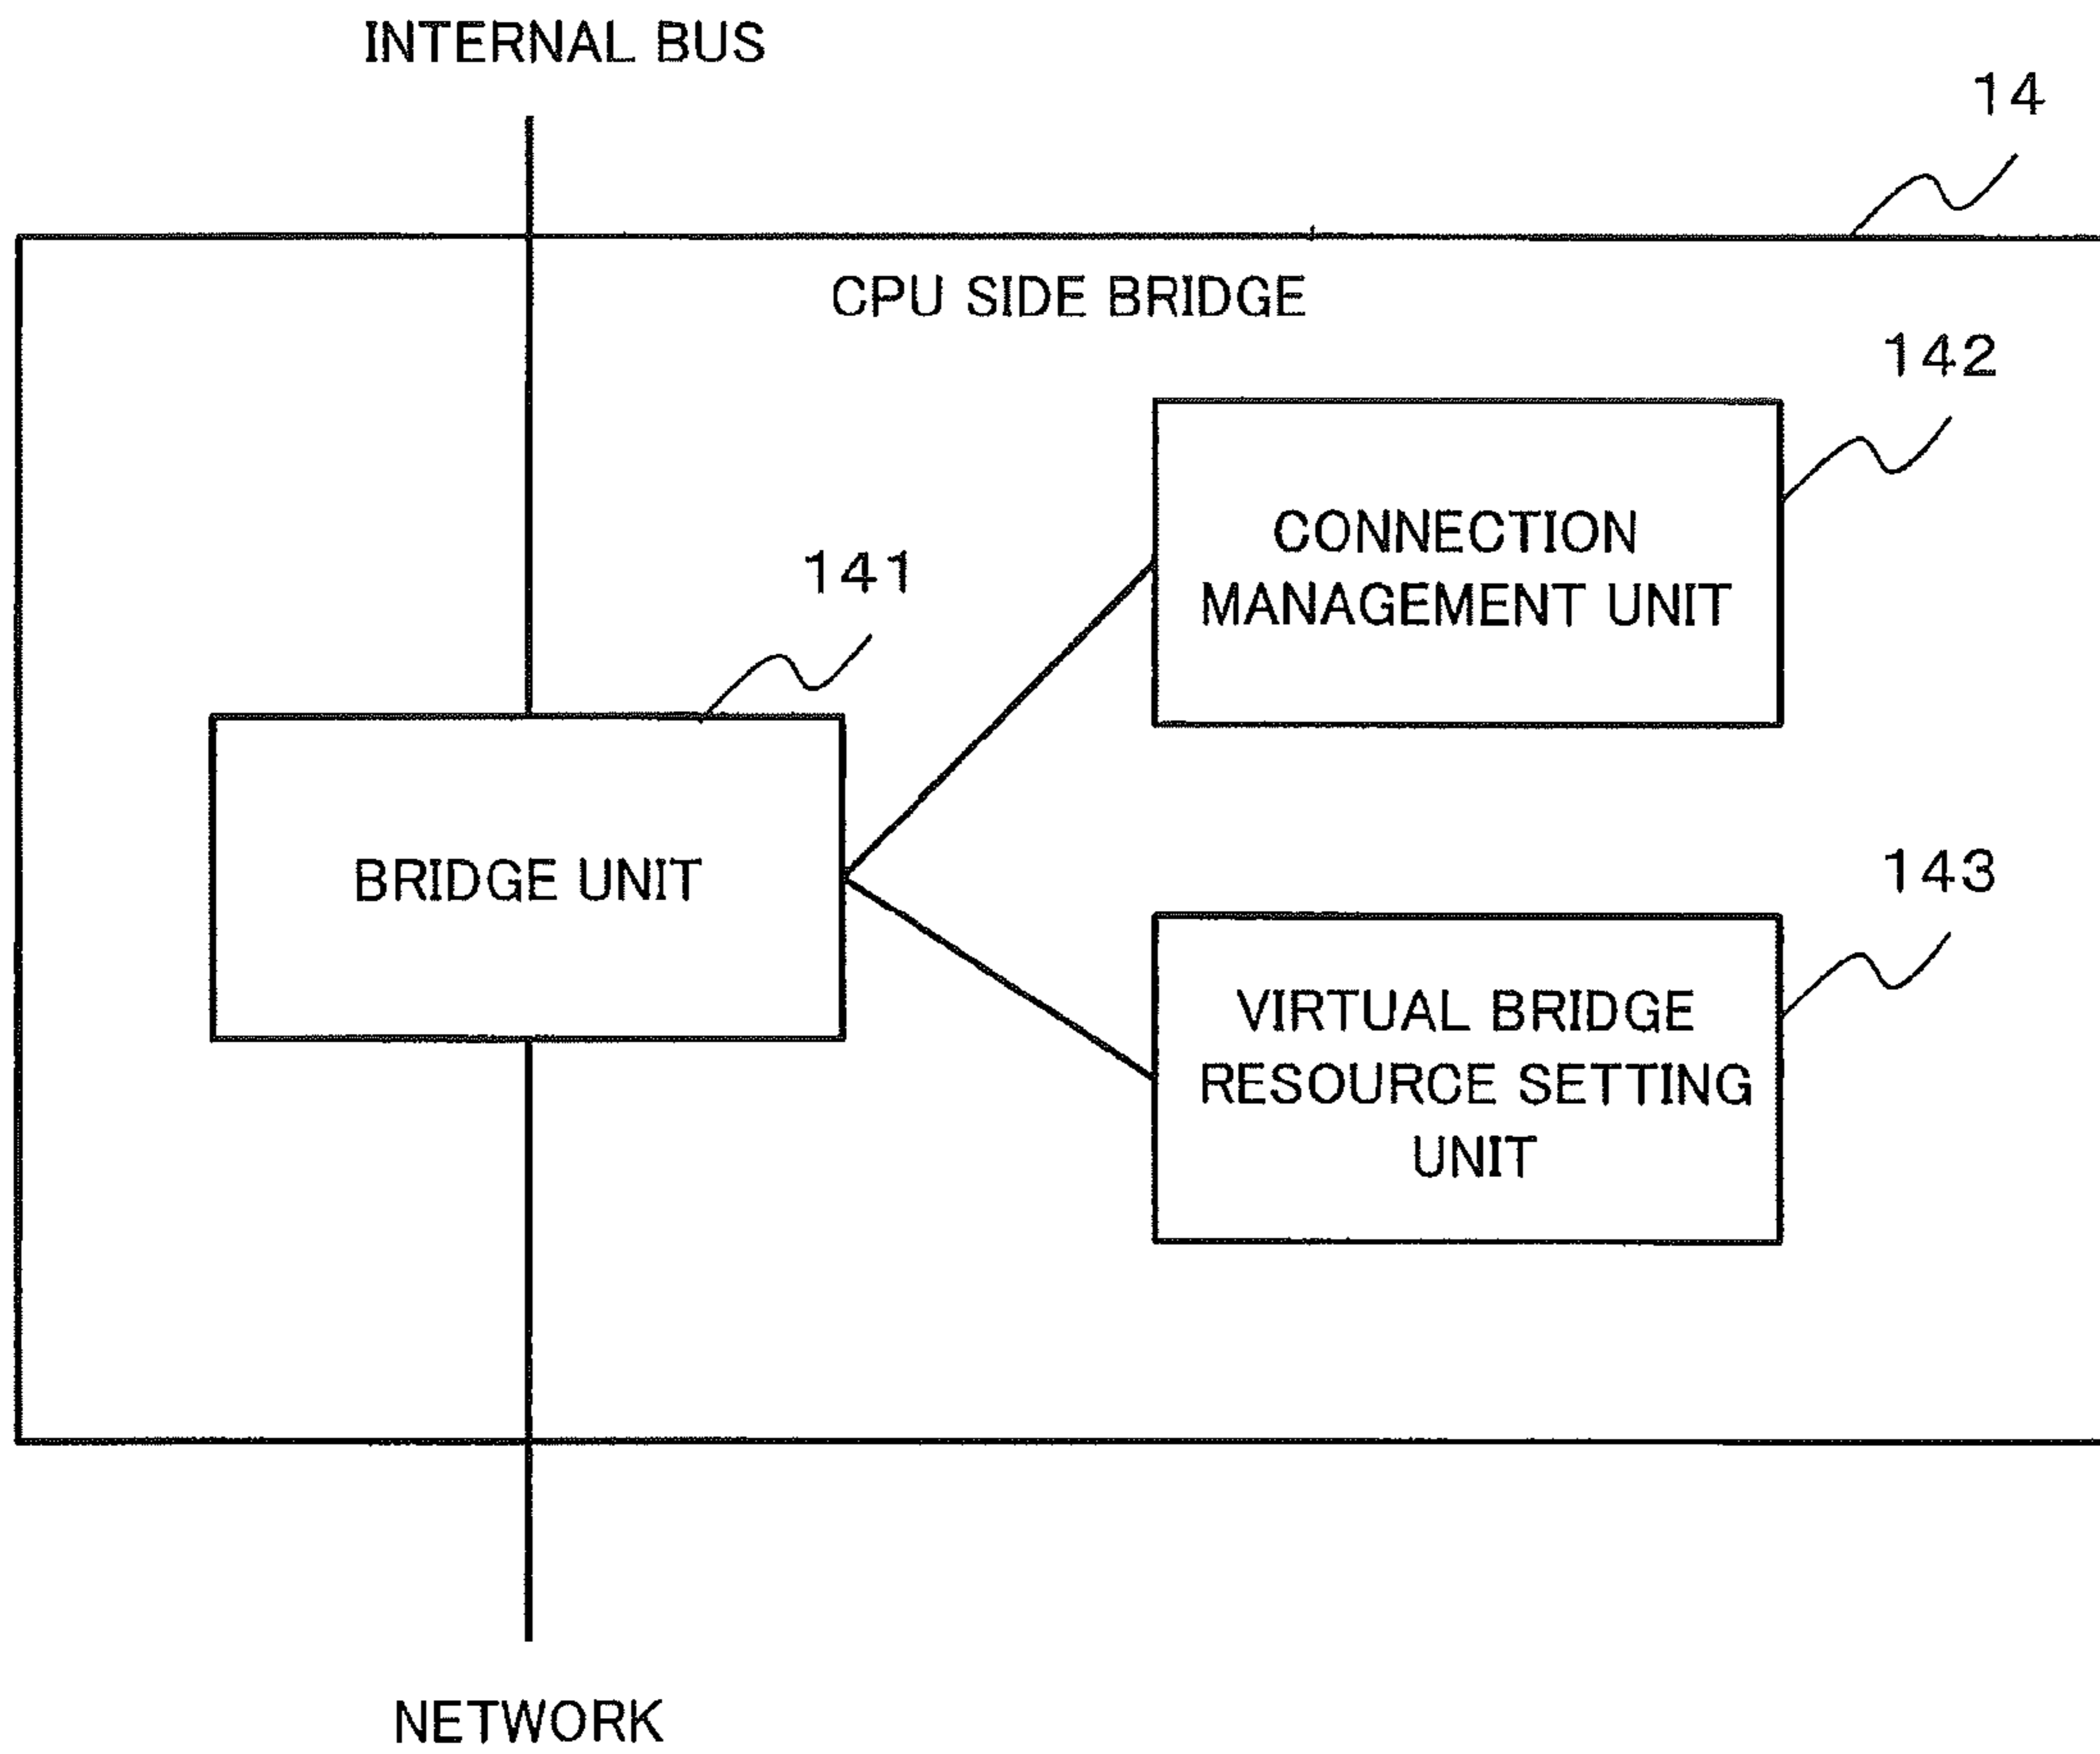 INTERNAL BUS
14
CPU SIDE BRIDGE
142
CONNECTION
MANAGEMENT UNIT
141
BRIDGE UNIT
143
VIRTUAL BRIDGE
RESOURCE SETTING
UNIT
NETWORK